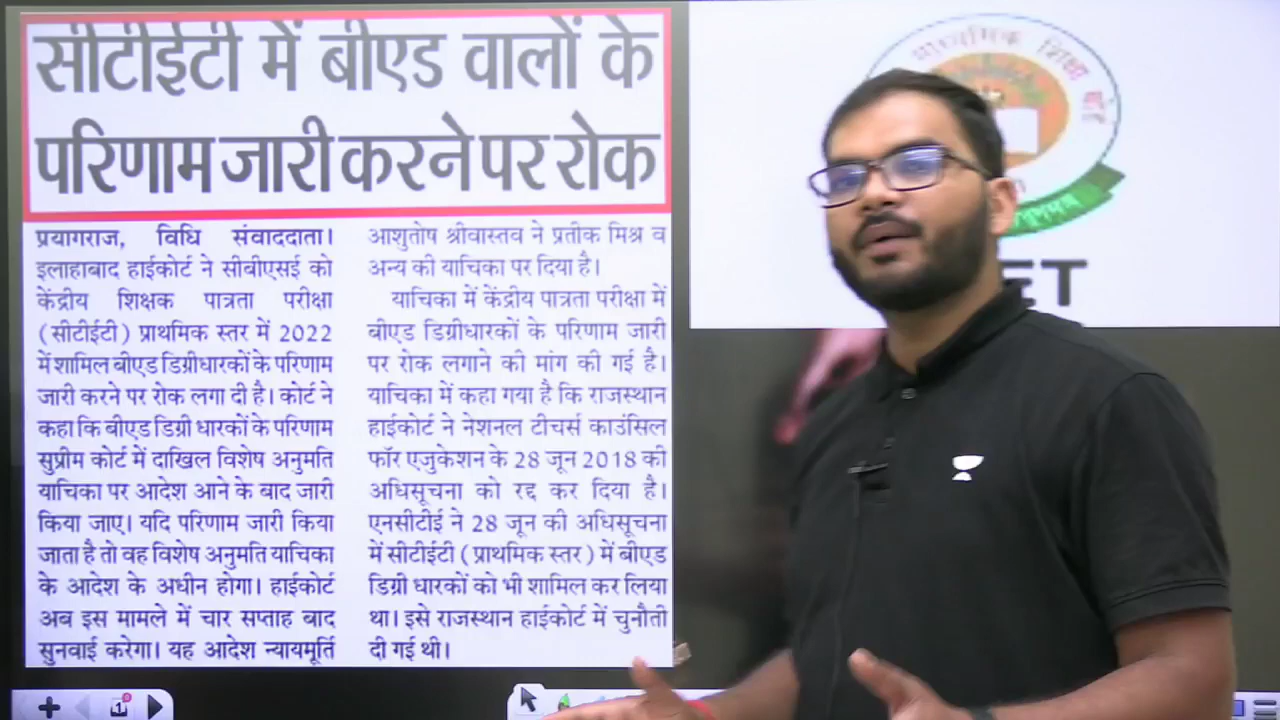 सीटीईटी में बीएड वालों के
परिणाम जारी करने पर रोक
प्रयागराज, विधि संवाददाता।
इलाहाबाद हाईकोर्ट ने सीबीएसई को
केंद्रीय शिक्षक पात्रता परीक्षा
(सीटीईटी) प्राथमिक स्तर में 2022
में शामिल बीएड डिग्रीधारकों के परिणाम
जारी करने पर रोक लगा दी है। कोर्ट ने
कहा कि बीएड डिग्री धारकों के परिणाम
सुप्रीम कोर्ट में दाखिल विशेष अनुमति
याचिका पर आदेश आने के बाद जारी
किया जाए। यदि परिणाम जारी किया
जाता है तो वह विशेष अनुमति याचिका
के आदेश के अधीन होगा। हाईकोर्ट
अब इस मामले में चार सप्ताह बाद
सुनवाई करेगा। यह आदेश न्यायमूर्ति
आशुतोष श्रीवास्तव ने प्रतीक मिश्र व
अन्य की याचिका पर दिया है।
याचिका में केंद्रीय पात्रता परीक्षा में
बीएड डिग्रीधारकों के परिणाम जारी
पर रोक लगाने की मांग की गई है।
याचिका में कहा गया है कि राजस्थान
हाईकोर्ट ने नेशनल टीचर्स काउंसिल
फॉर एजुकेशन के 28 जून 2018 की
अधिसूचना को रद्द कर दिया है।
एनसीटीई ने 28 जून की अधिसूचना
में सीटीईटी (प्राथमिक स्तर) में बीएड
डिग्री धारकों को भी शामिल कर लिया
था। इसे राजस्थान हाईकोर्ट में चुनौती
दी गई थी।
माध्यमिक शिक्षा बोर्ड
ET